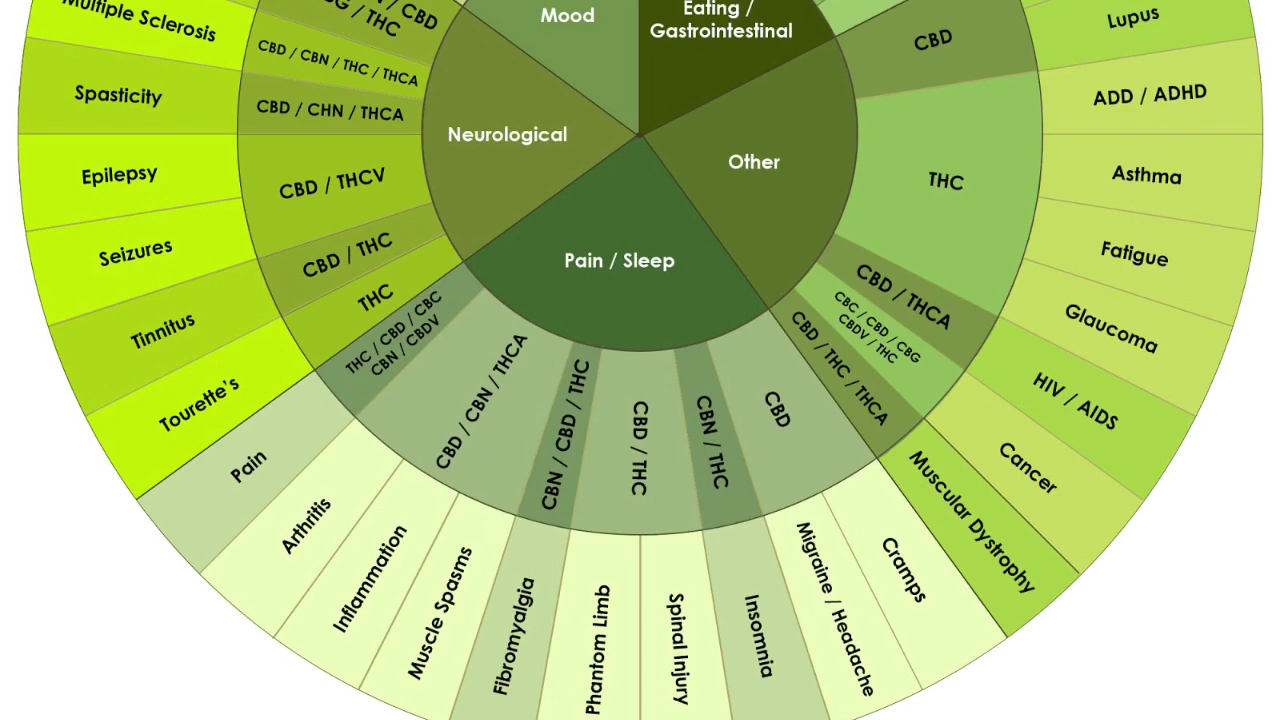 Mood
Eating /
Gastrointestinal
Other
Pain / Sleep
Neurological
/ CBD
/ THC
CBD / CBN / THC / THCA
CBD / CHN / THCA
CBD / THCV
CBD / THC
THC
THC / CBD / CBC
CBN / CBDV
CBD / CBN / THCA
CBN / CBD / THC
CBD / THC
CBN / THC
CBD
CBD / THC / THCA
CBC / CBD / CBG
CBDV / THC
CBD / THCA
THC
CBD
Multiple Sclerosis
Spasticity
Epilepsy
Seizures
Tinnitus
Tourette's
Pain
Arthritis
Inflammation
Muscle Spasms
Fibromyalgia
Phantom Limb
Spinal Injury
Insomnia
Migraine / Headache
Cramps
Muscular Dystrophy
Cancer
HIV / AIDS
Glaucoma
Fatigue
Asthma
ADD / ADHD
Lupus